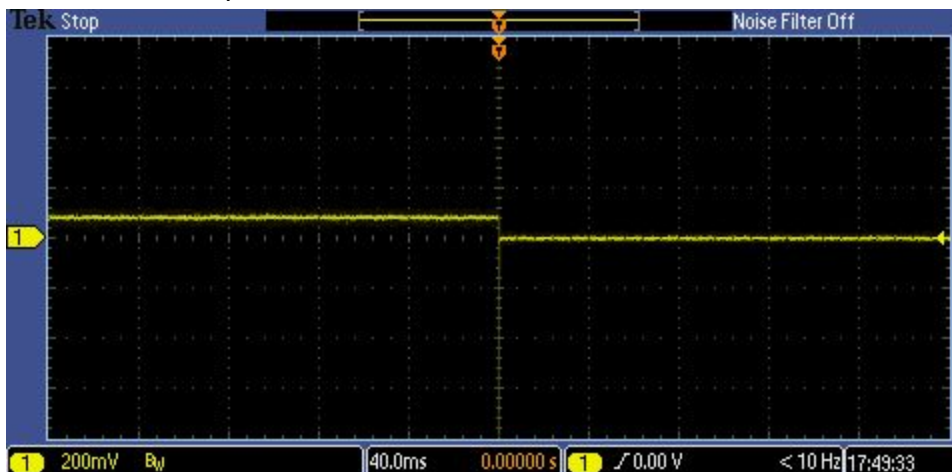 Tek Stop Noise Filter Off
T
T
1
1 200mV BW 40.0ms 0.00000 s 1 0.00 V < 10 Hz 17:49:33